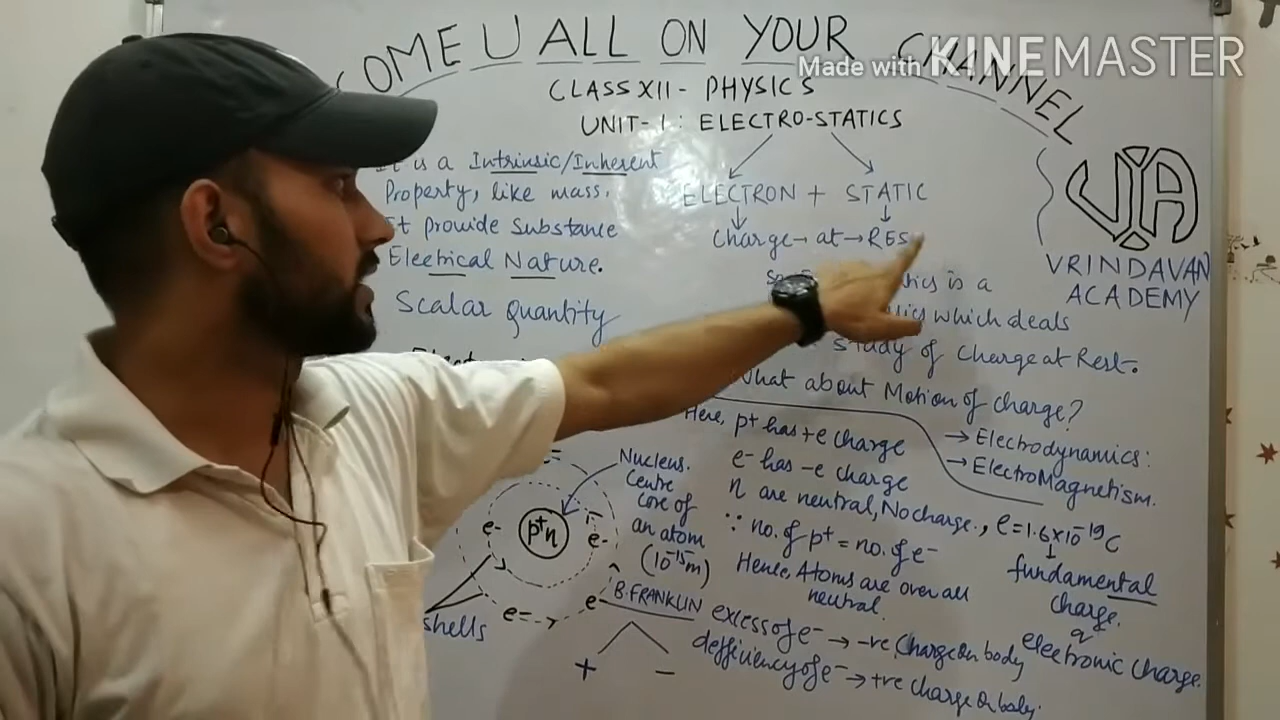 OME U ALL ON YOUR CHANNEL
Made with KINEMASTER
CLASS XII - PHYSICS
UNIT-1: ELECTRO-STATICS
ELECTRON + STATIC
Charge → at → RES
is a
which deals
study of Charge at Rest.
What about Motion of charge?
→ Electrodynamics:
→ ElectroMagnetism.
VRINDAVAN
ACADEMY
It is a Intrinsic/Inherent
Property, like mass.
It provide Substance
Electrical Nature.
Scalar Quantity
Here, p+ has +e charge
e- has -e charge
n are neutral, No charge., e=1.6×10^-19 C
∵ no. of p+ = no. of e-
Hence, Atoms are over all
neutral.
fundamental
charge.
or
electronic charge.
Nucleus.
Centre
core of
an atom
(10^-15 m)
p+n
e-
e-
e-
e-
shells
B. FRANKLIN
+ −
excess of e- → -ve Charge on body
defficiency of e- → +ve charge on body.